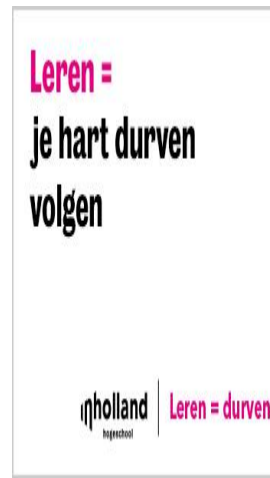 Leren =
je hart durven
volgen
inholland
hogeschool
Leren = durven